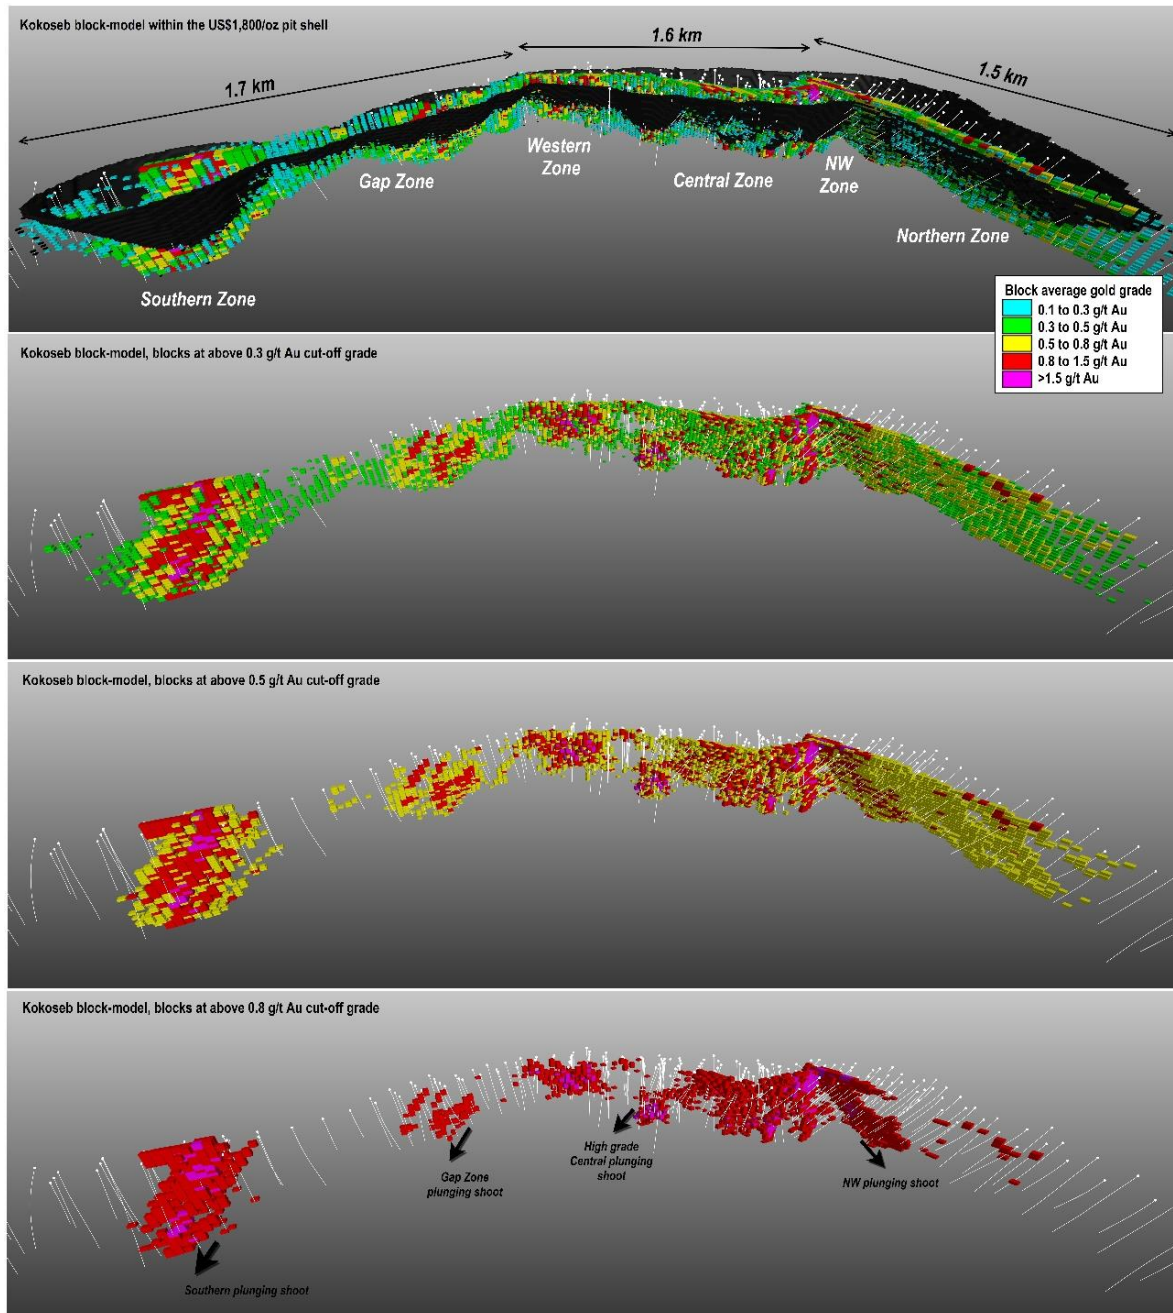 Kokoseb block-model within the US$1,800/oz pit shell
1.7 km
1.6 km
1.5 km
Southern Zone
Gap Zone
Western
Zone
Central Zone
NW
Zone
Northern Zone
Block average gold grade
0.1 to 0.3 g/t Au
0.3 to 0.5 g/t Au
0.5 to 0.8 g/t Au
0.8 to 1.5 g/t Au
>1.5 g/t Au
Kokoseb block-model, blocks at above 0.3 g/t Au cut-off grade
Kokoseb block-model, blocks at above 0.5 g/t Au cut-off grade
Kokoseb block-model, blocks at above 0.8 g/t Au cut-off grade
Southern plunging shoot
Gap Zone
plunging shoot
High grade
Central plunging
shoot
NW plunging shoot